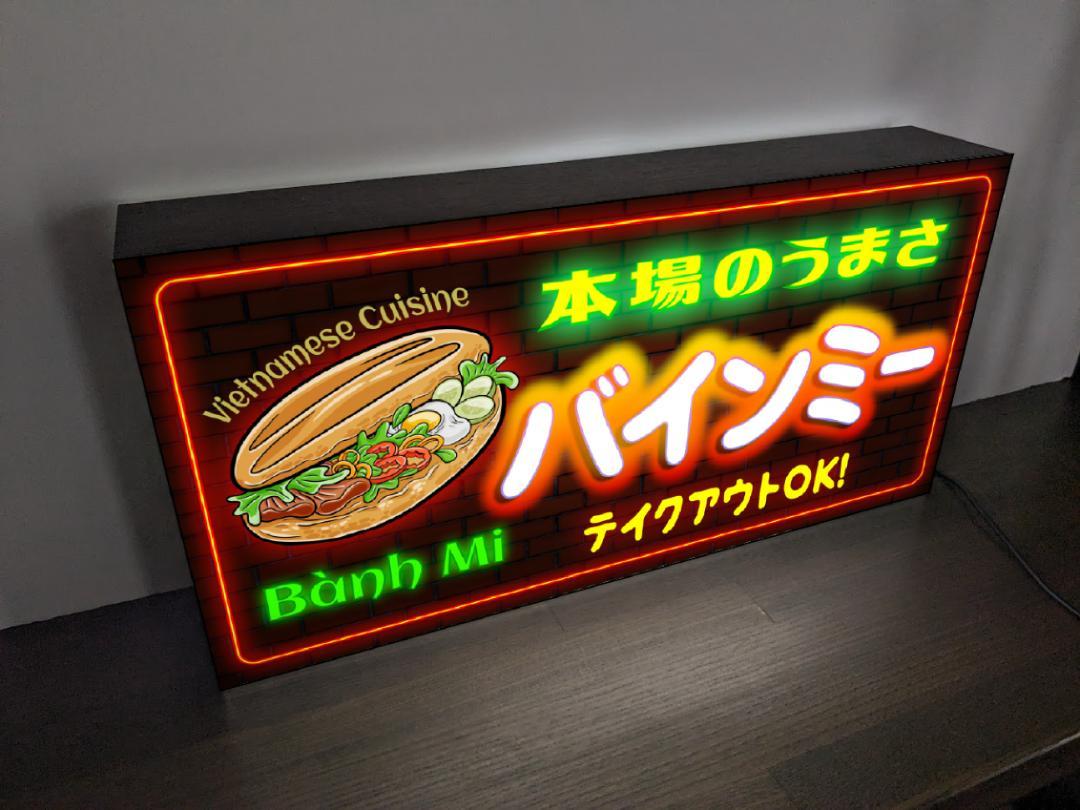 本場のうまさ
Vietnamese Cuisine
バインミー
テイクアウトOK!
Bành Mi